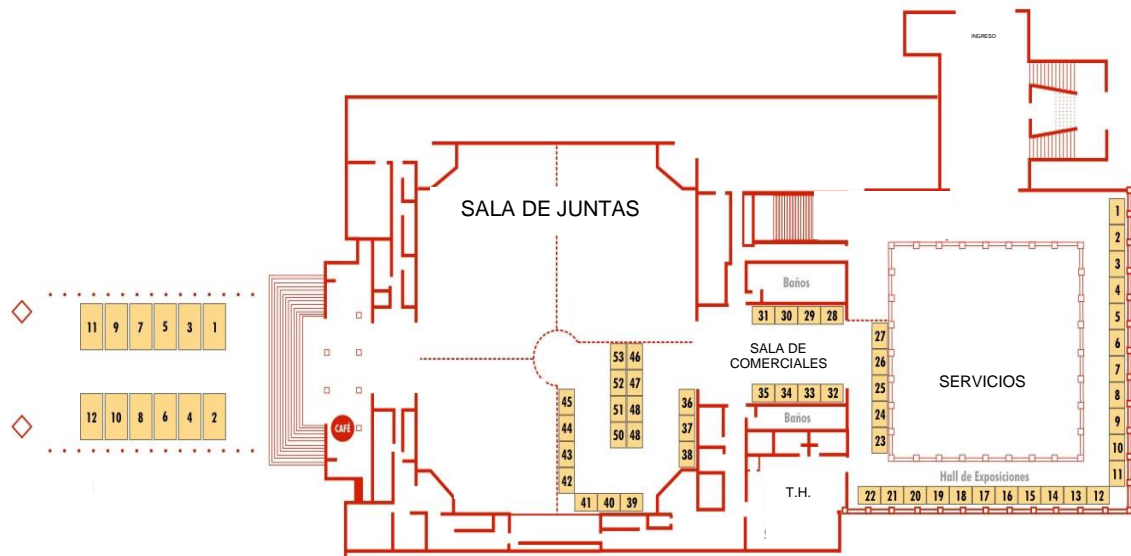 INGRESO
SALA DE JUNTAS
1
2
3
4
5
6
7
8
9
10
11
Baños
31 30 29 28
SALA DE
COMERCIALES
35 34 33 32
Baños
27
26
25
24
23
SERVICIOS
Hall de Exposiciones
22 21 20 19 18 17 16 15 14 13 12
11 9 7 5 3 1
12 10 8 6 4 2
CAFÉ
53 46
52 47
51 48
50 48
45
44
43
42
41 40 39
36
37
38
T.H.